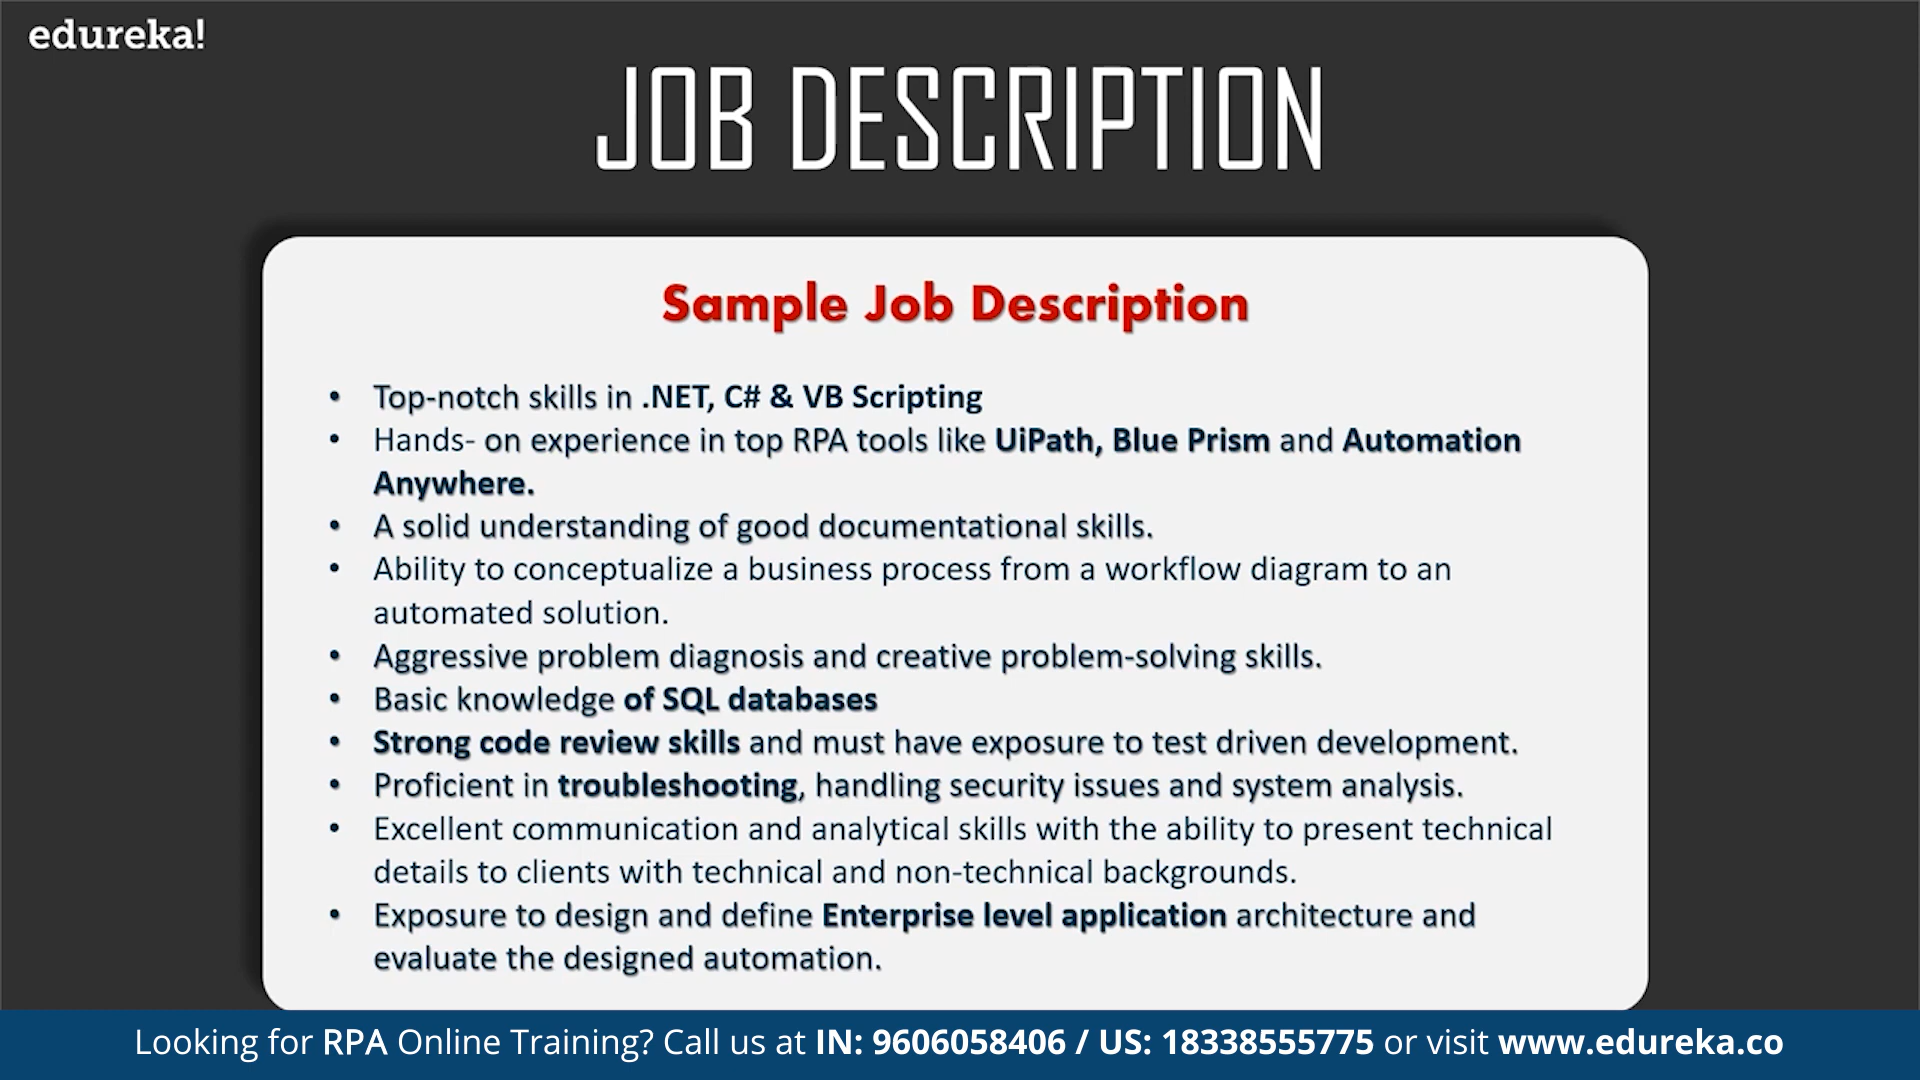 edureka!
JOB DESCRIPTION
Sample Job Description
• Top-notch skills in .NET, C# & VB Scripting
• Hands- on experience in top RPA tools like UiPath, Blue Prism and Automation
Anywhere.
• A solid understanding of good documentational skills.
• Ability to conceptualize a business process from a workflow diagram to an
automated solution.
• Aggressive problem diagnosis and creative problem-solving skills.
• Basic knowledge of SQL databases
• Strong code review skills and must have exposure to test driven development.
• Proficient in troubleshooting, handling security issues and system analysis.
• Excellent communication and analytical skills with the ability to present technical
details to clients with technical and non-technical backgrounds.
• Exposure to design and define Enterprise level application architecture and
evaluate the designed automation.
Looking for RPA Online Training? Call us at IN: 9606058406 / US: 18338555775 or visit www.edureka.co